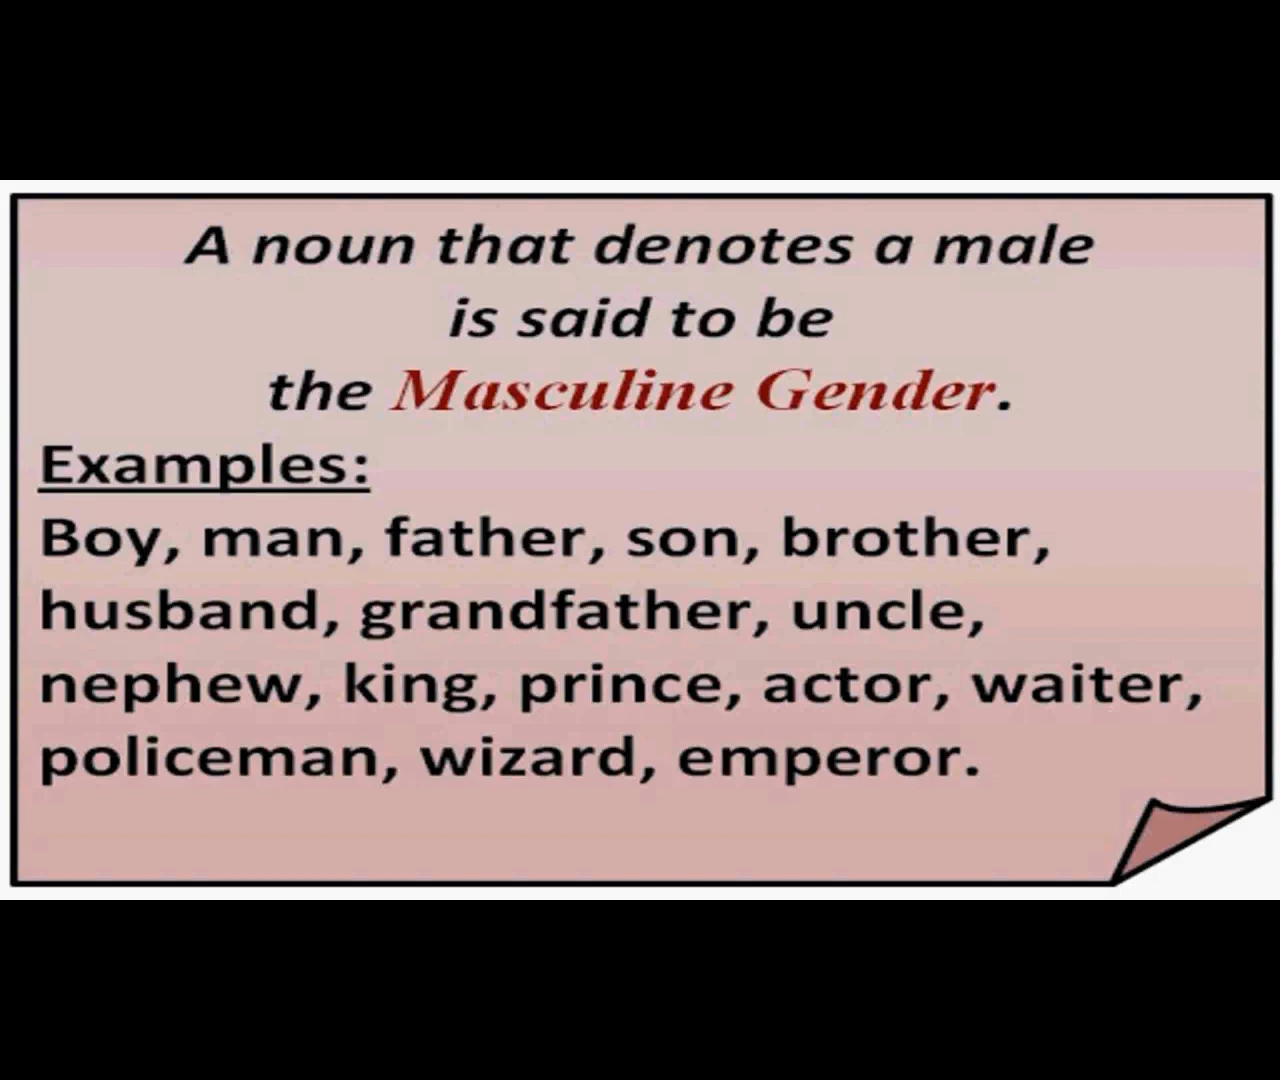 A noun that denotes a male
is said to be
the Masculine Gender.
Examples:
Boy, man, father, son, brother,
husband, grandfather, uncle,
nephew, king, prince, actor, waiter,
policeman, wizard, emperor.